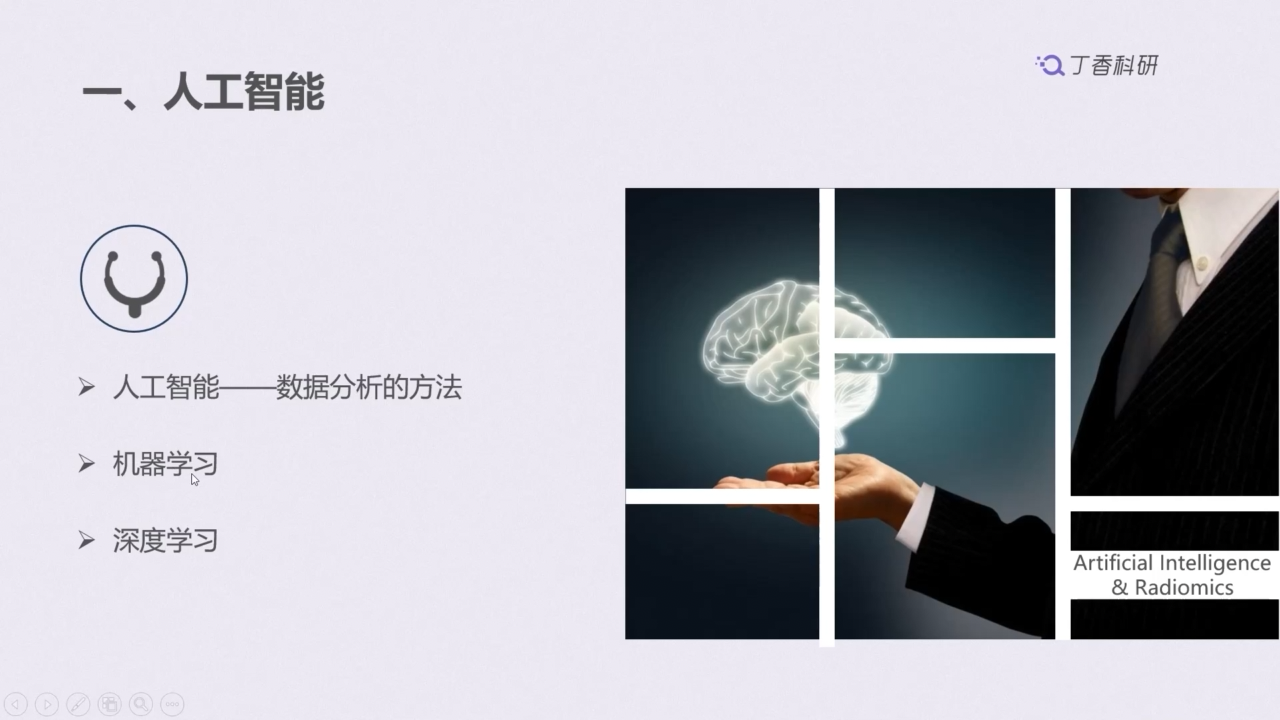 一、人工智能
丁香科研
人工智能——数据分析的方法
机器学习
深度学习
Artificial Intelligence
& Radiomics